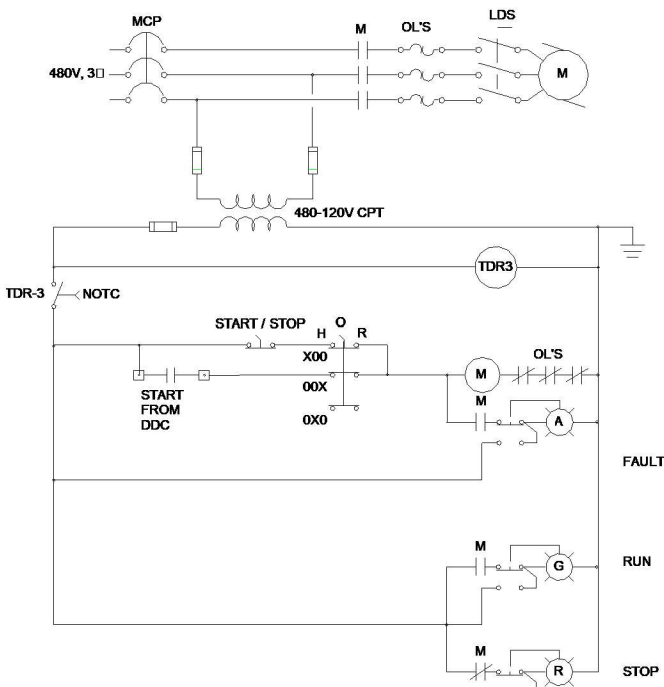 MCP
M
OL'S
LDS
480V, 3□
M
480-120V CPT
TDR3
TDR-3
NOTC
START / STOP
H
O
R
X00
00X
0X0
START
FROM
DDC
M
OL'S
M
A
FAULT
M
G
RUN
M
R
STOP